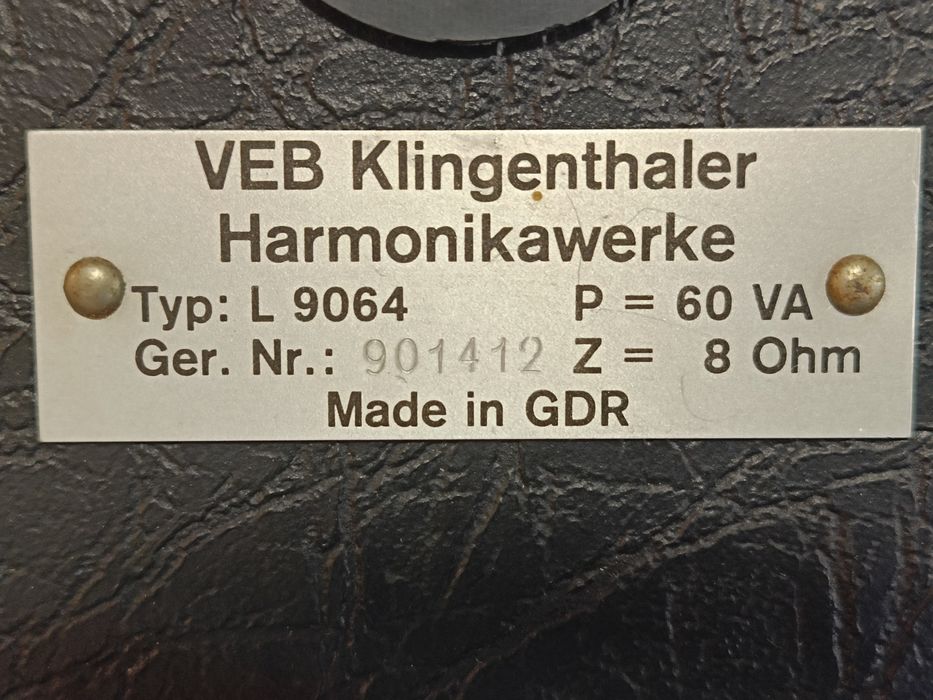 VEB Klingenthaler
Harmonikawerke
Typ: L 9064 P = 60 VA
Ger. Nr.: 901412 Z = 8 Ohm
Made in GDR